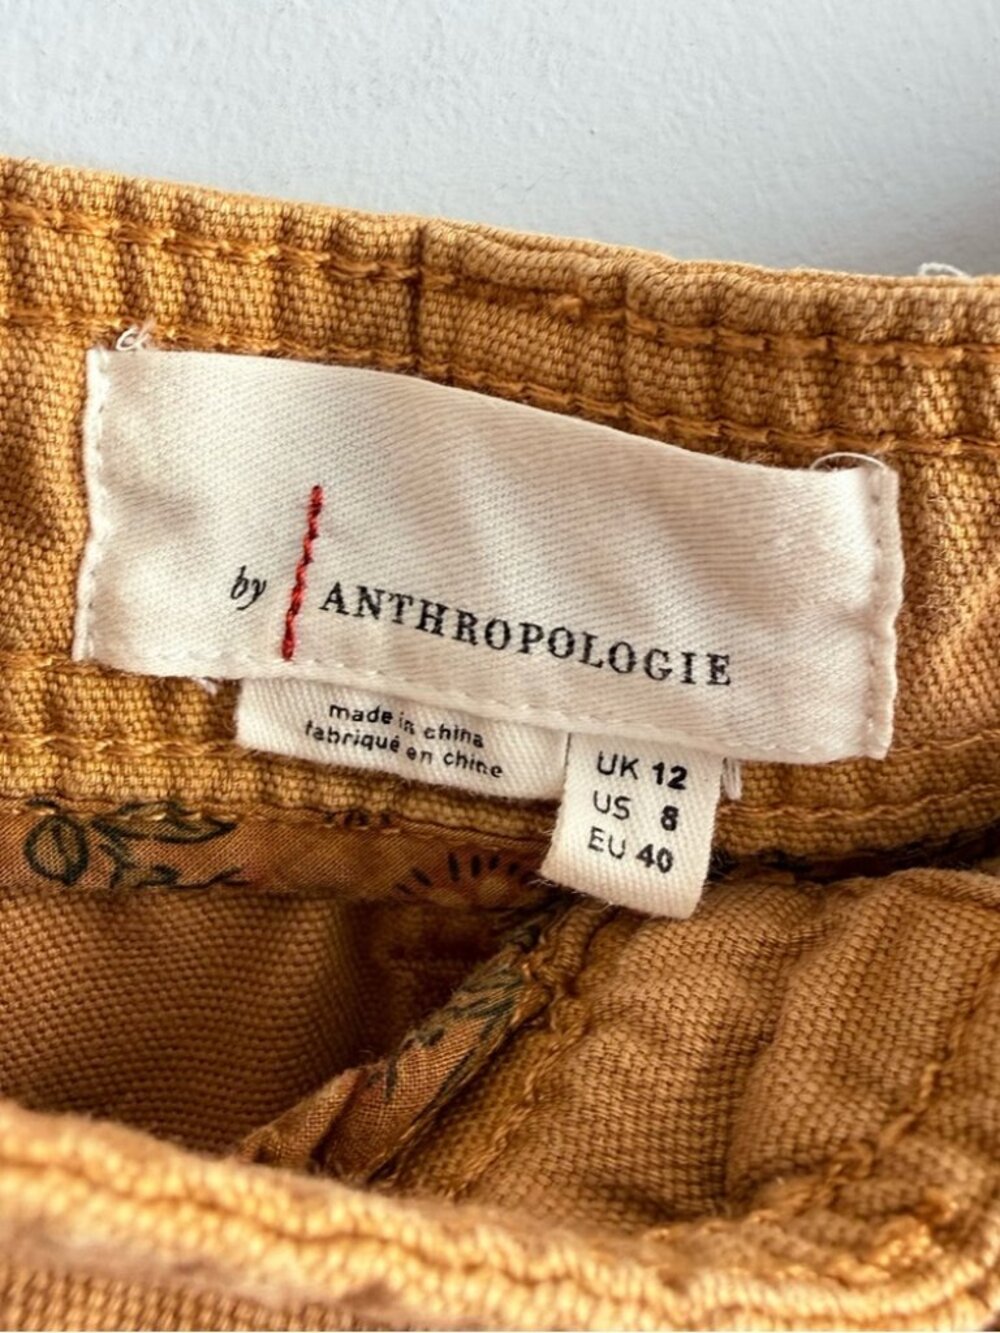 by ANTHROPOLOGIE
made in china
fabriqué en chine
UK 12
US 8
EU 40